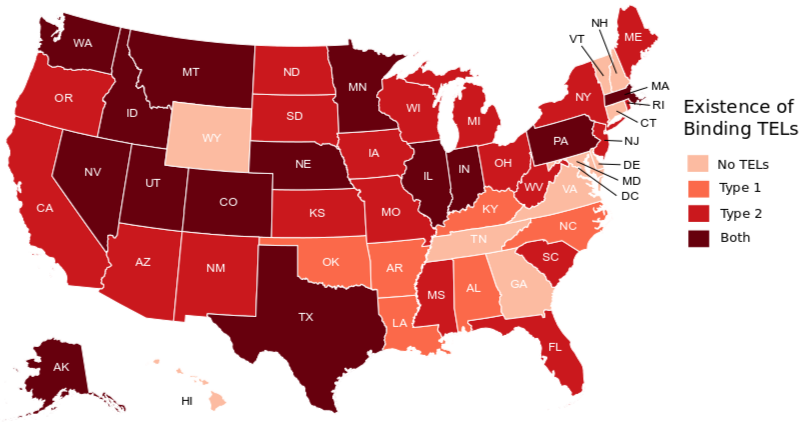 WA
MT
ND
MN
OR
ID
SD
WI
MI
NY
VT
NH
ME
MA
RI
CT
NJ
DE
MD
DC
WY
NV
UT
CO
NE
IA
IL
IN
OH
PA
WV
VA
CA
KS
MO
KY
NC
TN
SC
AZ
NM
OK
AR
MS
AL
GA
LA
TX
FL
AK
HI
Existence of
Binding TELs
No TELs
Type 1
Type 2
Both